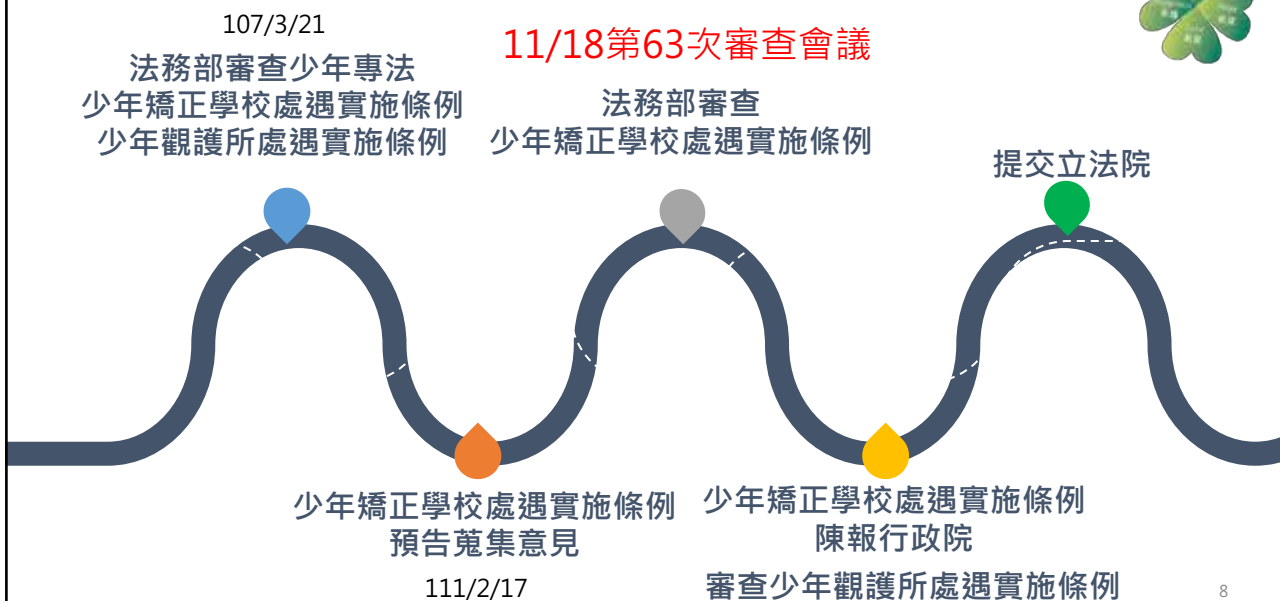 107/3/21
法務部審查少年專法
少年矯正學校處遇實施條例
少年觀護所處遇實施條例
11/18第63次審查會議
法務部審查
少年矯正學校處遇實施條例
提交立法院
少年矯正學校處遇實施條例
預告蒐集意見
111/2/17
少年矯正學校處遇實施條例
陳報行政院
審查少年觀護所處遇實施條例
8